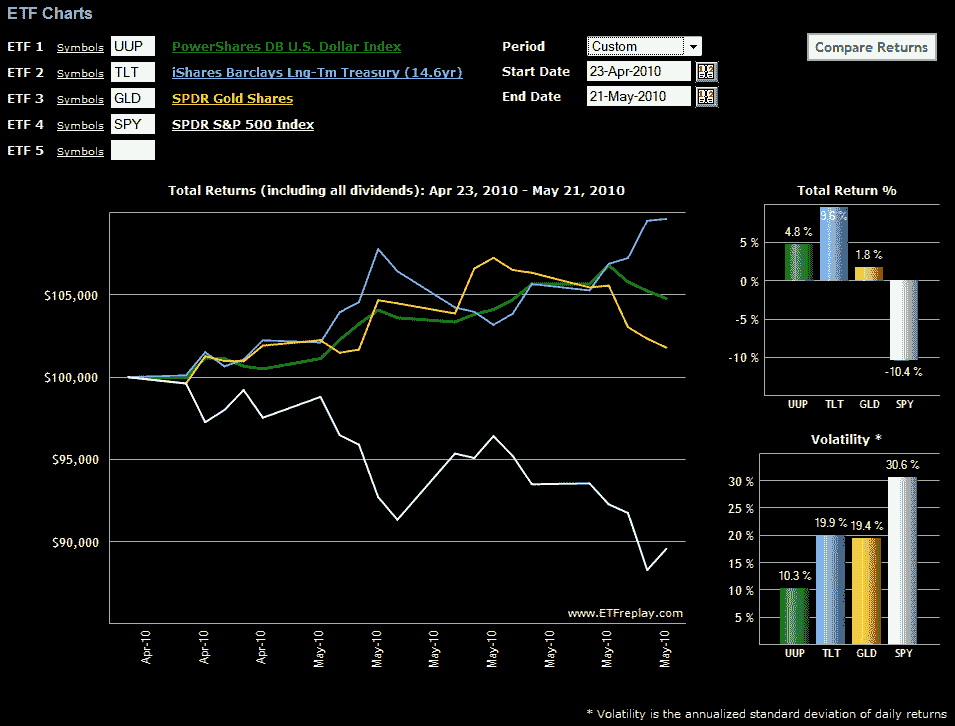 ETF Charts
ETF 1 Symbols UUP PowerShares DB U.S. Dollar Index Period Custom Compare Returns
ETF 2 Symbols TLT iShares Barclays Lng-Tm Treasury (14.6yr) Start Date 23-Apr-2010
ETF 3 Symbols GLD SPDR Gold Shares End Date 21-May-2010
ETF 4 Symbols SPY SPDR S&P 500 Index
ETF 5 Symbols
Total Returns (including all dividends): Apr 23, 2010 - May 21, 2010
$105,000
$100,000
$95,000
$90,000
www.ETFreplay.com
Apr-10 Apr-10 Apr-10 May-10 May-10 May-10 May-10 May-10 May-10 May-10
Total Return %
9.6 %
4.8 %
5 %
1.8 %
0 %
-5 %
-10 %
-10.4 %
UUP TLT GLD SPY
Volatility *
30.6 %
30 %
25 %
19.9 % 19.4 %
20 %
15 %
10.3 %
10 %
5 %
UUP TLT GLD SPY
* Volatility is the annualized standard deviation of daily returns